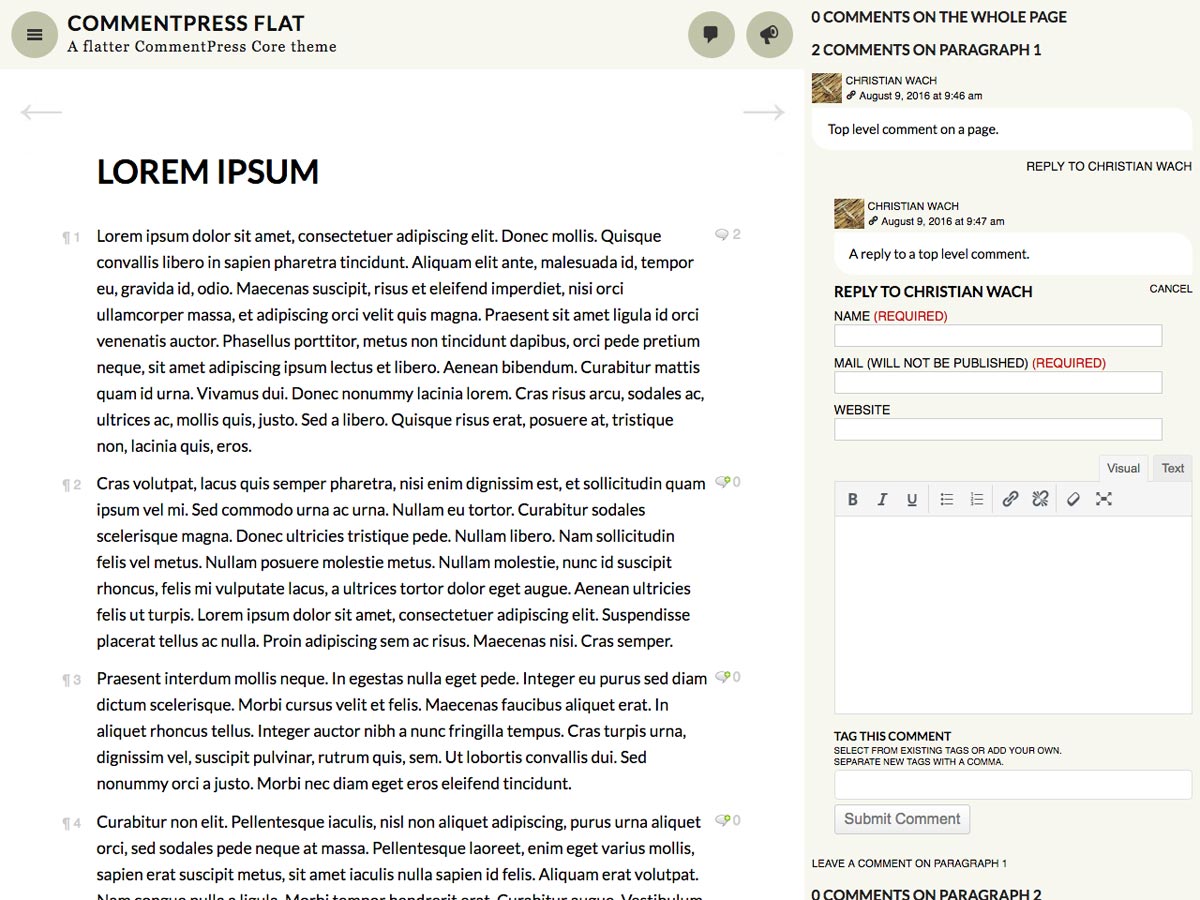 COMMENTPRESS FLAT
A flatter CommentPress Core theme
LOREM IPSUM
¶ 1
Lorem ipsum dolor sit amet, consectetuer adipiscing elit. Donec mollis. Quisque
2
convallis libero in sapien pharetra tincidunt. Aliquam elit ante, malesuada id, tempor
eu, gravida id, odio. Maecenas suscipit, risus et eleifend imperdiet, nisi orci
ullamcorper massa, et adipiscing orci velit quis magna. Praesent sit amet ligula id orci
venenatis auctor. Phasellus porttitor, metus non tincidunt dapibus, orci pede pretium
neque, sit amet adipiscing ipsum lectus et libero. Aenean bibendum. Curabitur mattis
quam id urna. Vivamus dui. Donec nonummy lacinia lorem. Cras risus arcu, sodales ac,
ultrices ac, mollis quis, justo. Sed a libero. Quisque risus erat, posuere at, tristique
non, lacinia quis, eros.
¶ 2
Cras volutpat, lacus quis semper pharetra, nisi enim dignissim est, et sollicitudin quam
0
ipsum vel mi. Sed commodo urna ac urna. Nullam eu tortor. Curabitur sodales
scelerisque magna. Donec ultricies tristique pede. Nullam libero. Nam sollicitudin
felis vel metus. Nullam posuere molestie metus. Nullam molestie, nunc id suscipit
rhoncus, felis mi vulputate lacus, a ultrices tortor dolor eget augue. Aenean ultricies
felis ut turpis. Lorem ipsum dolor sit amet, consectetuer adipiscing elit. Suspendisse
placerat tellus ac nulla. Proin adipiscing sem ac risus. Maecenas nisi. Cras semper.
¶ 3
Praesent interdum mollis neque. In egestas nulla eget pede. Integer eu purus sed diam
0
dictum scelerisque. Morbi cursus velit et felis. Maecenas faucibus aliquet erat. In
aliquet rhoncus tellus. Integer auctor nibh a nunc fringilla tempus. Cras turpis urna,
dignissim vel, suscipit pulvinar, rutrum quis, sem. Ut lobortis convallis dui. Sed
nonummy orci a justo. Morbi nec diam eget eros eleifend tincidunt.
¶ 4
Curabitur non elit. Pellentesque iaculis, nisl non aliquet adipiscing, purus urna aliquet
0
orci, sed sodales pede neque at massa. Pellentesque laoreet, enim eget varius mollis,
sapien erat suscipit metus, sit amet iaculis nulla sapien id felis. Aliquam erat volutpat.
Nam congue nulla a ligula. Morbi tempor hendrerit erat. Curabitur augue. Vestibulum
0 COMMENTS ON THE WHOLE PAGE
2 COMMENTS ON PARAGRAPH 1
CHRISTIAN WACH
August 9, 2016 at 9:46 am
Top level comment on a page.
REPLY TO CHRISTIAN WACH
CHRISTIAN WACH
August 9, 2016 at 9:47 am
A reply to a top level comment.
REPLY TO CHRISTIAN WACH
CANCEL
NAME (REQUIRED)
MAIL (WILL NOT BE PUBLISHED) (REQUIRED)
WEBSITE
Visual
Text
B I U
TAG THIS COMMENT
SELECT FROM EXISTING TAGS OR ADD YOUR OWN.
SEPARATE NEW TAGS WITH A COMMA.
Submit Comment
LEAVE A COMMENT ON PARAGRAPH 1
0 COMMENTS ON PARAGRAPH 2